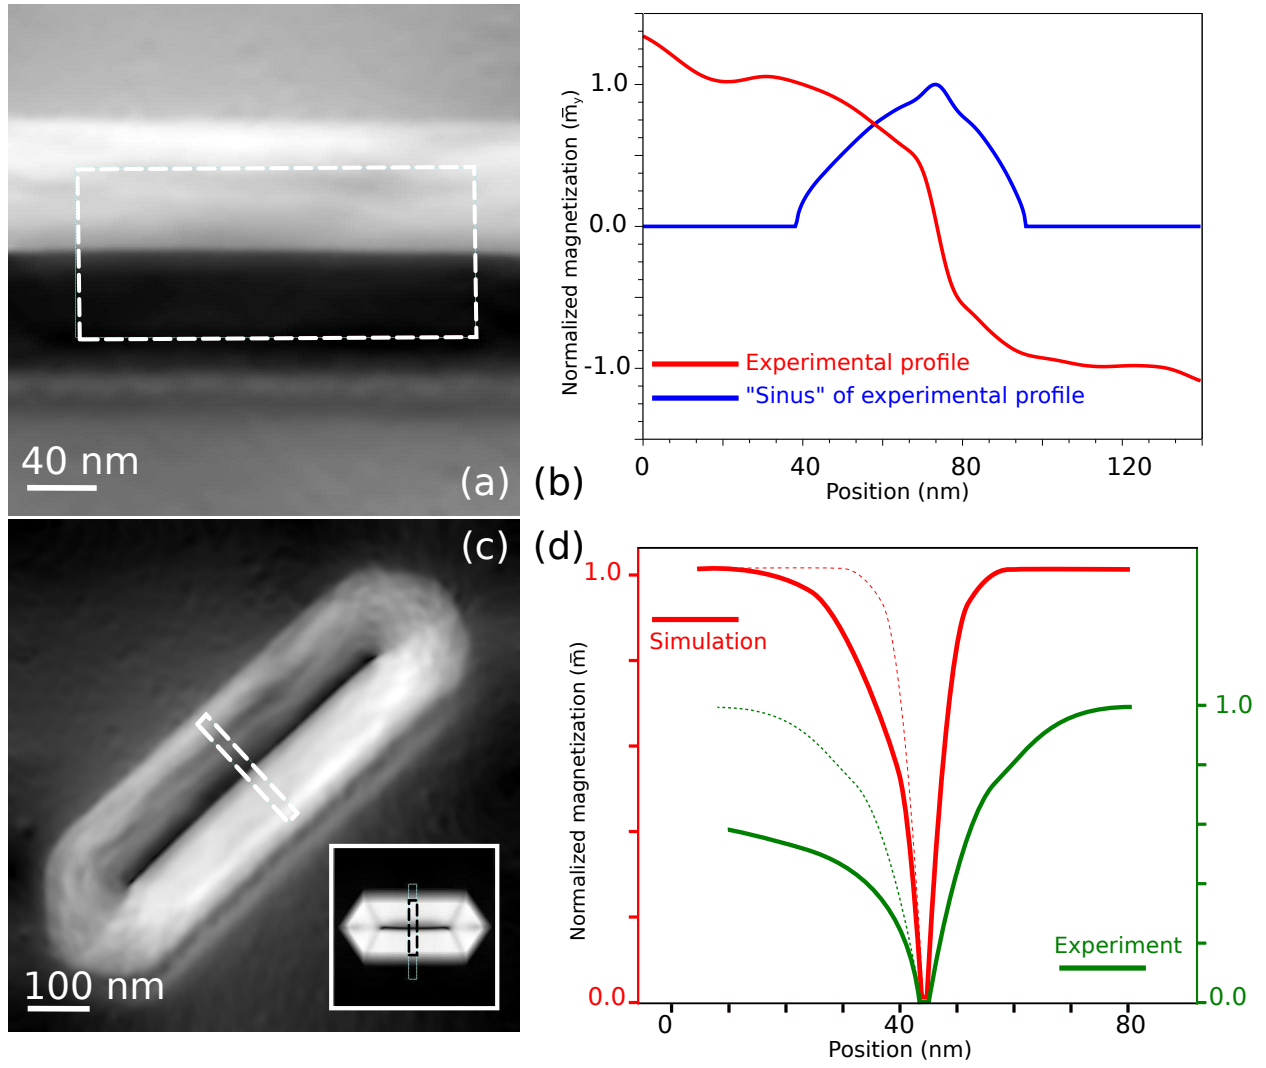 40 nm
(a)
(b)
Normalized magnetization (m̅y)
1.0
0.0
-1.0
Experimental profile
"Sinus" of experimental profile
0 40 80 120
Position (nm)
(c)
100 nm
(d)
Normalized magnetization (m̅)
1.0
0.0
Simulation
1.0
Experiment
0.0
0 40 80
Position (nm)